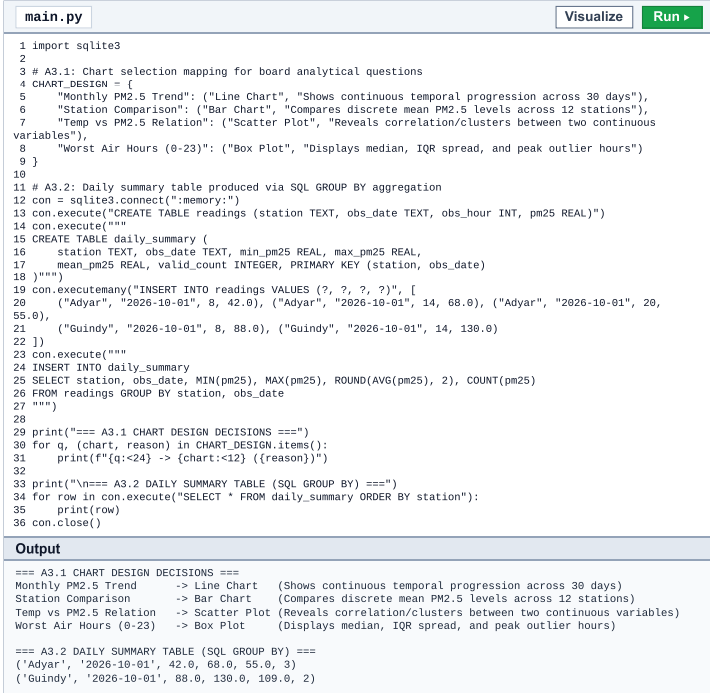 main.py
Visualize
Run ▸
1 import sqlite3
2
3 # A3.1: Chart selection mapping for board analytical questions
4 CHART_DESIGN = {
5     "Monthly PM2.5 Trend": ("Line Chart", "Shows continuous temporal progression across 30 days"),
6     "Station Comparison": ("Bar Chart", "Compares discrete mean PM2.5 levels across 12 stations"),
7     "Temp vs PM2.5 Relation": ("Scatter Plot", "Reveals correlation/clusters between two continuous
variables"),
8     "Worst Air Hours (0-23)": ("Box Plot", "Displays median, IQR spread, and peak outlier hours")
9 }
10
11 # A3.2: Daily summary table produced via SQL GROUP BY aggregation
12 con = sqlite3.connect(":memory:")
13 con.execute("CREATE TABLE readings (station TEXT, obs_date TEXT, obs_hour INT, pm25 REAL)")
14 con.execute("""
15 CREATE TABLE daily_summary (
16     station TEXT, obs_date TEXT, min_pm25 REAL, max_pm25 REAL,
17     mean_pm25 REAL, valid_count INTEGER, PRIMARY KEY (station, obs_date)
18 )""")
19 con.executemany("INSERT INTO readings VALUES (?, ?, ?, ?)", [
20     ("Adyar", "2026-10-01", 8, 42.0), ("Adyar", "2026-10-01", 14, 68.0), ("Adyar", "2026-10-01", 20,
55.0),
21     ("Guindy", "2026-10-01", 8, 88.0), ("Guindy", "2026-10-01", 14, 130.0)
22 ])
23 con.execute("""
24 INSERT INTO daily_summary
25 SELECT station, obs_date, MIN(pm25), MAX(pm25), ROUND(AVG(pm25), 2), COUNT(pm25)
26 FROM readings GROUP BY station, obs_date
27 """)
28
29 print("=== A3.1 CHART DESIGN DECISIONS ===")
30 for q, (chart, reason) in CHART_DESIGN.items():
31     print(f"{q:<24} -> {chart:<12} ({reason})")
32
33 print("\n=== A3.2 DAILY SUMMARY TABLE (SQL GROUP BY) ===")
34 for row in con.execute("SELECT * FROM daily_summary ORDER BY station"):
35     print(row)
36 con.close()
Output
=== A3.1 CHART DESIGN DECISIONS ===
Monthly PM2.5 Trend      -> Line Chart   (Shows continuous temporal progression across 30 days)
Station Comparison       -> Bar Chart    (Compares discrete mean PM2.5 levels across 12 stations)
Temp vs PM2.5 Relation   -> Scatter Plot (Reveals correlation/clusters between two continuous variables)
Worst Air Hours (0-23)   -> Box Plot     (Displays median, IQR spread, and peak outlier hours)
=== A3.2 DAILY SUMMARY TABLE (SQL GROUP BY) ===
('Adyar', '2026-10-01', 42.0, 68.0, 55.0, 3)
('Guindy', '2026-10-01', 88.0, 130.0, 109.0, 2)